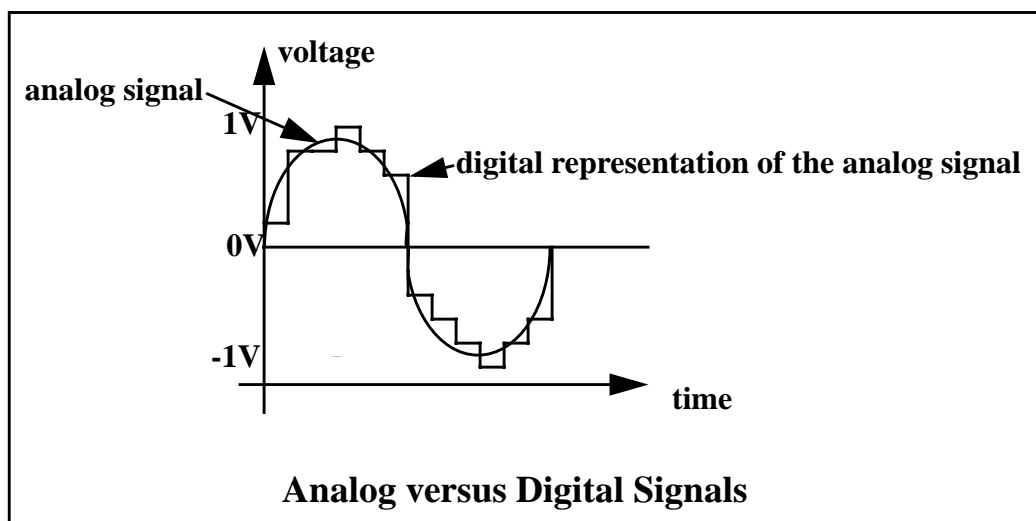 voltage
analog signal
1V
digital representation of the analog signal
0V
-1V
time
Analog versus Digital Signals